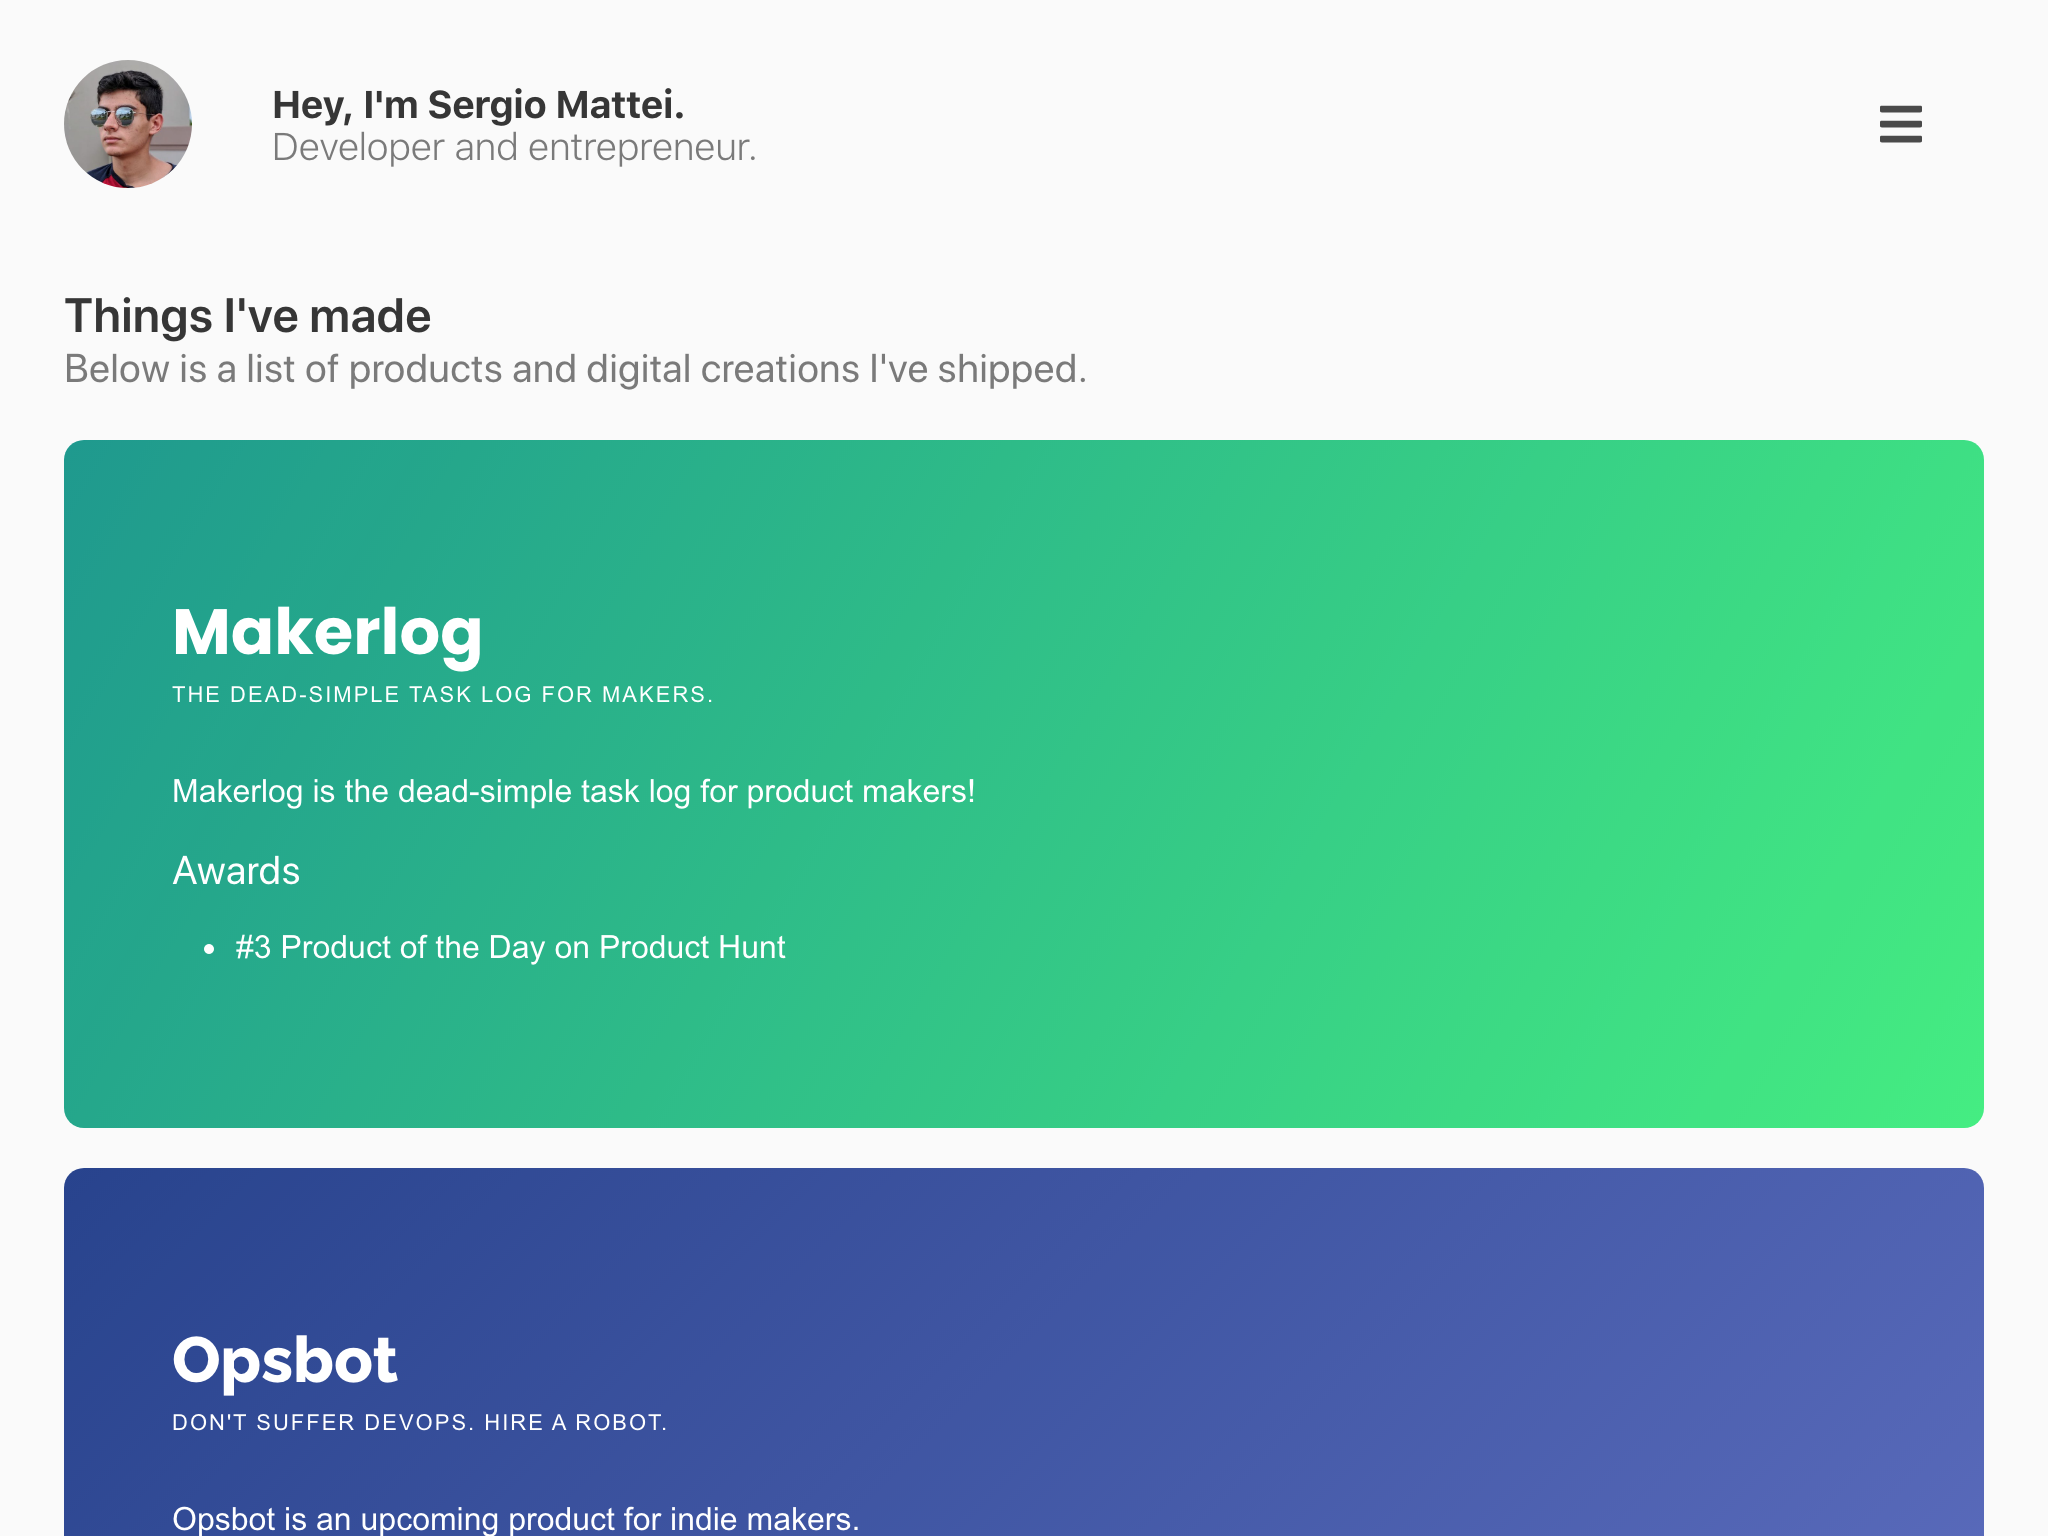 Hey, I'm Sergio Mattei.
Developer and entrepreneur.
Things I've made
Below is a list of products and digital creations I've shipped.
Makerlog
THE DEAD-SIMPLE TASK LOG FOR MAKERS.
Makerlog is the dead-simple task log for product makers!
Awards
• #3 Product of the Day on Product Hunt
Opsbot
DON'T SUFFER DEVOPS. HIRE A ROBOT.
Opsbot is an upcoming product for indie makers.